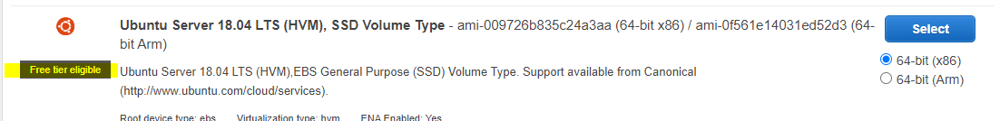 Ubuntu Server 18.04 LTS (HVM), SSD Volume Type - ami-009726b835c24a3aa (64-bit x86) / ami-0f561e14031ed52d3 (64-
bit Arm)
Select
Free tier eligible
Ubuntu Server 18.04 LTS (HVM),EBS General Purpose (SSD) Volume Type. Support available from Canonical
(http://www.ubuntu.com/cloud/services).
64-bit (x86)
64-bit (Arm)
Root device type: ebs Virtualization type: hvm ENA Enabled: Yes